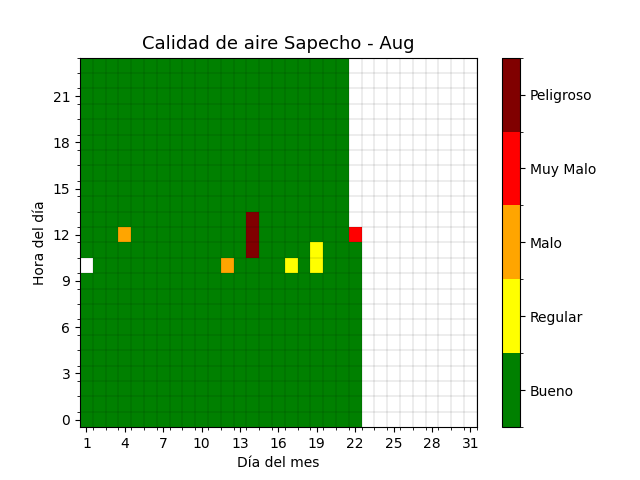 Calidad de aire Sapecho - Aug
Hora del día
21
18
15
12
9
6
3
0
1 4 7 10 13 16 19 22 25 28 31
Día del mes
Peligroso
Muy Malo
Malo
Regular
Bueno